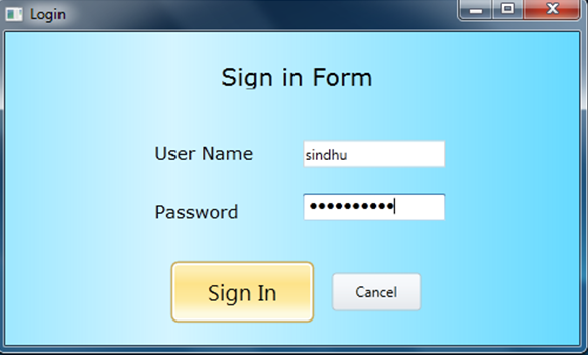 Login
Sign in Form
User Name sindhu
Password ●●●●●●●●●●
Sign In Cancel